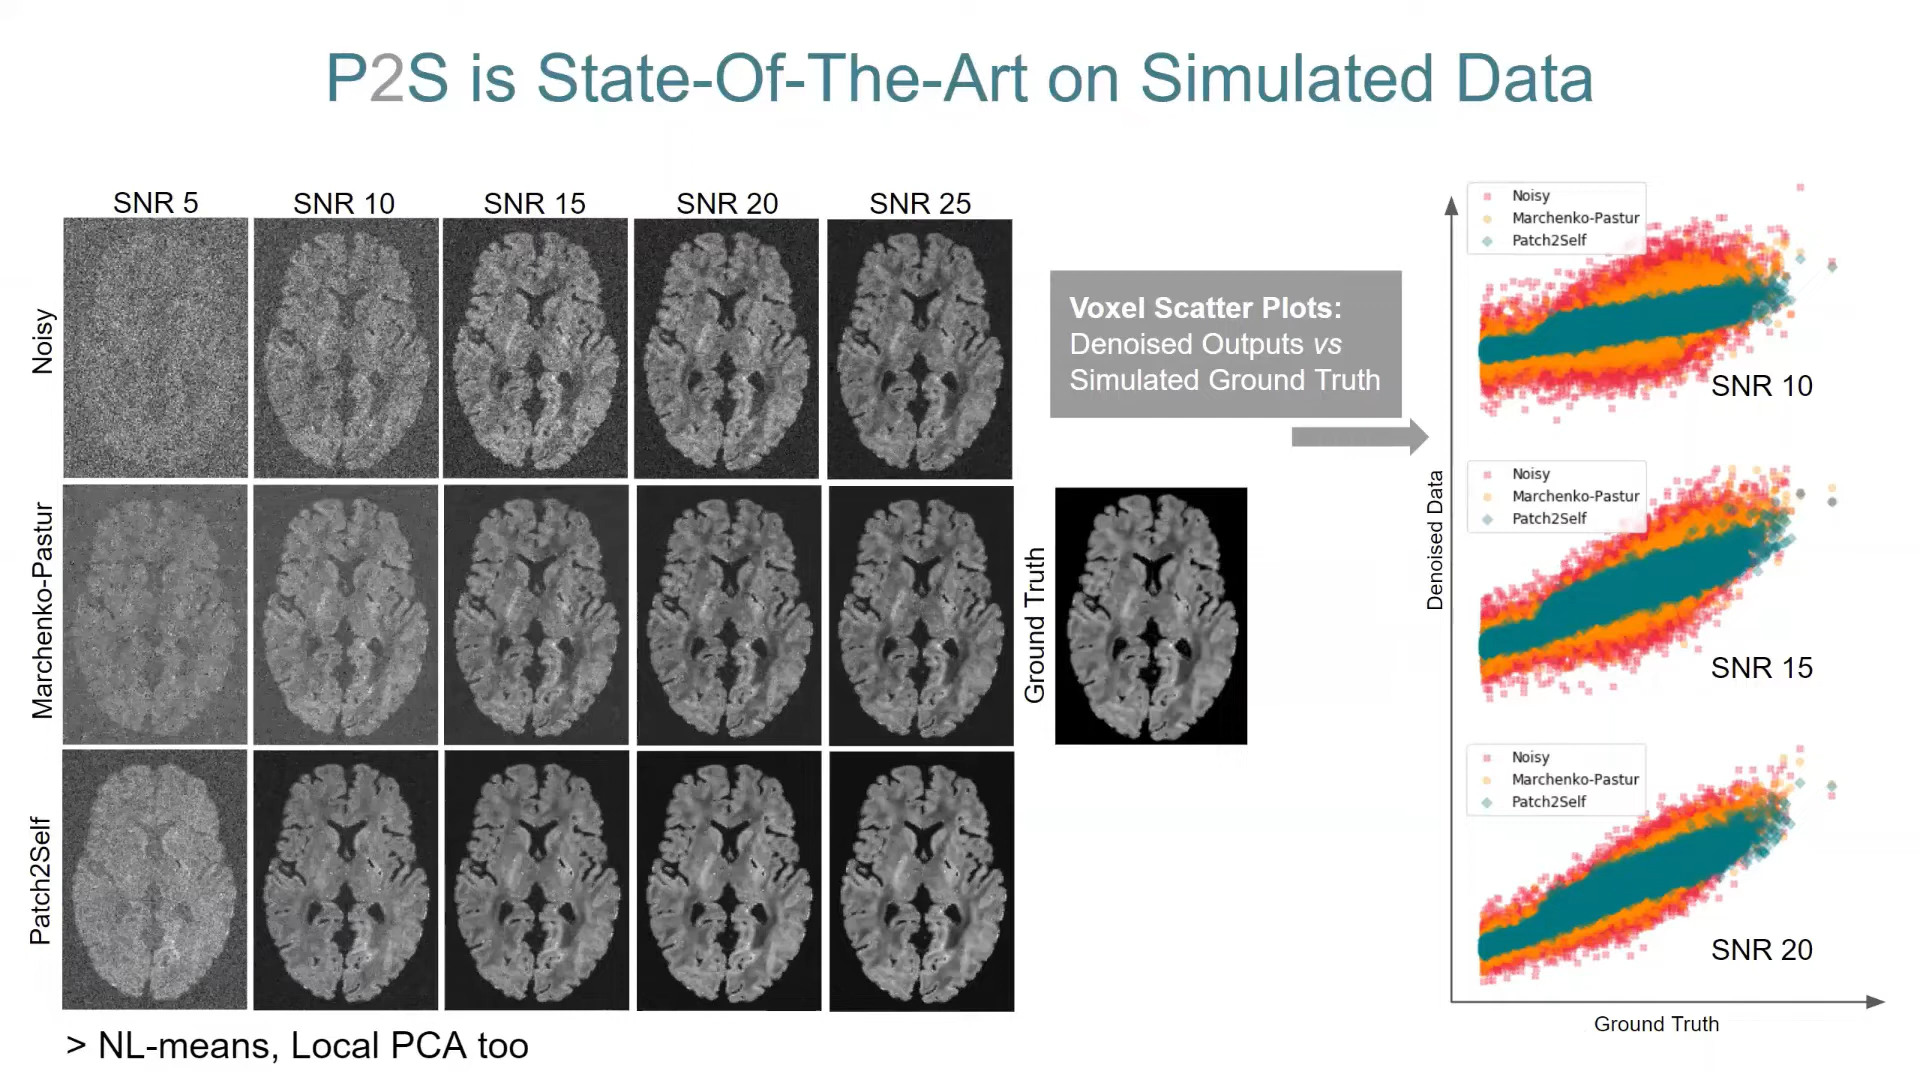 P2S is State-Of-The-Art on Simulated Data
SNR 5
SNR 10
SNR 15
SNR 20
SNR 25
Noisy
Marchenko-Pastur
Patch2Self
> NL-means, Local PCA too
Ground Truth
Voxel Scatter Plots:
Denoised Outputs vs
Simulated Ground Truth
Denoised Data
Noisy
Marchenko-Pastur
Patch2Self
SNR 10
Noisy
Marchenko-Pastur
Patch2Self
SNR 15
Noisy
Marchenko-Pastur
Patch2Self
SNR 20
Ground Truth